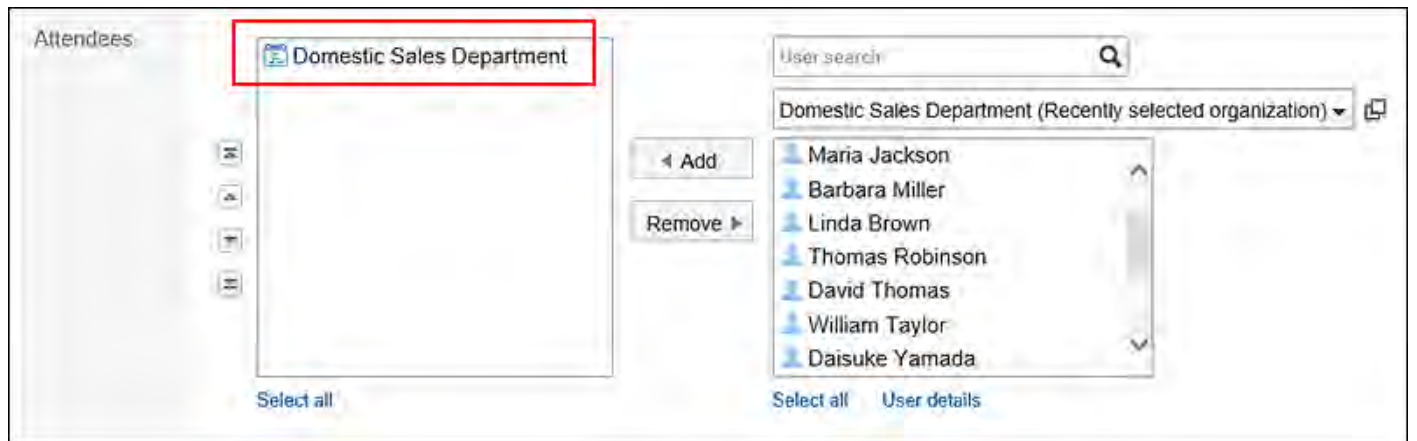 Attendees
Domestic Sales Department
User search
Domestic Sales Department (Recently selected organization)
Add
Remove
Maria Jackson
Barbara Miller
Linda Brown
Thomas Robinson
David Thomas
William Taylor
Daisuke Yamada
Select all
Select all User details